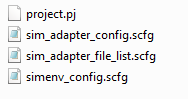 project.pj
sim_adapter_config.scfg
sim_adapter_file_list.scfg
simenv_config.scfg